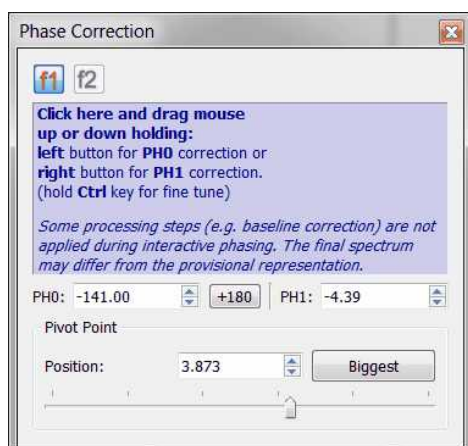 Phase Correction
f1 f2
Click here and drag mouse
up or down holding:
left button for PH0 correction or
right button for PH1 correction.
(hold Ctrl key for fine tune)
Some processing steps (e.g. baseline correction) are not
applied during interactive phasing. The final spectrum
may differ from the provisional representation.
PH0: -141.00 +180 PH1: -4.39
Pivot Point
Position: 3.873 Biggest